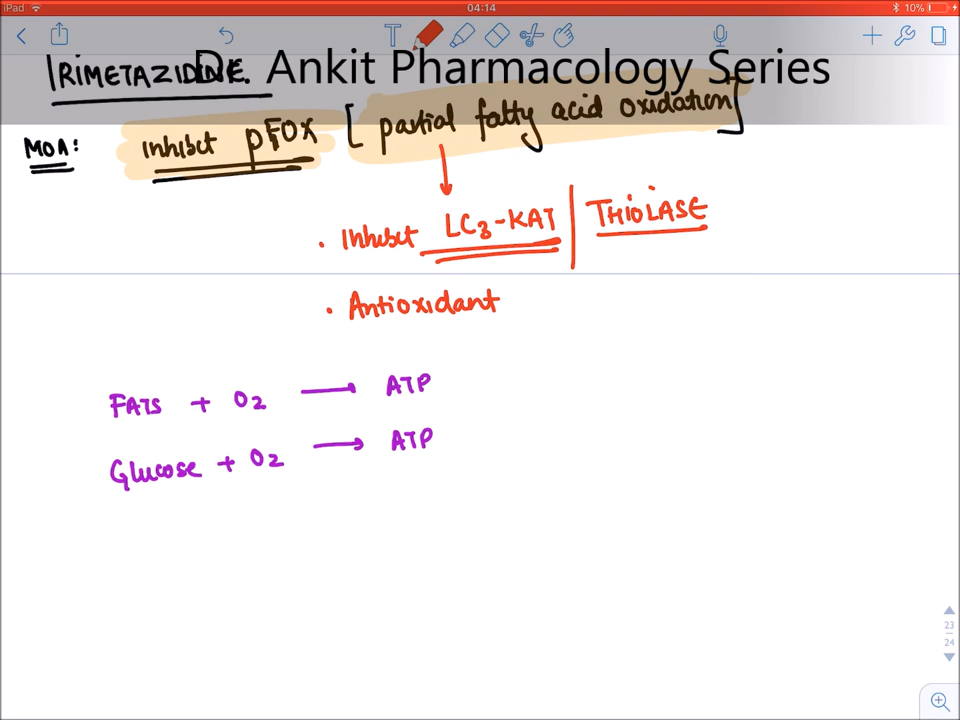 iPad 04:14 10%
Dr. Ankit Pharmacology Series
TRIMETAZIDINE.
MOA: Inhibit pFOX [partial fatty acid oxidation]
• Inhibit LC3-KAT | THIOLASE
• Antioxidant
FATS + O2 → ATP
Glucose + O2 → ATP
23
24